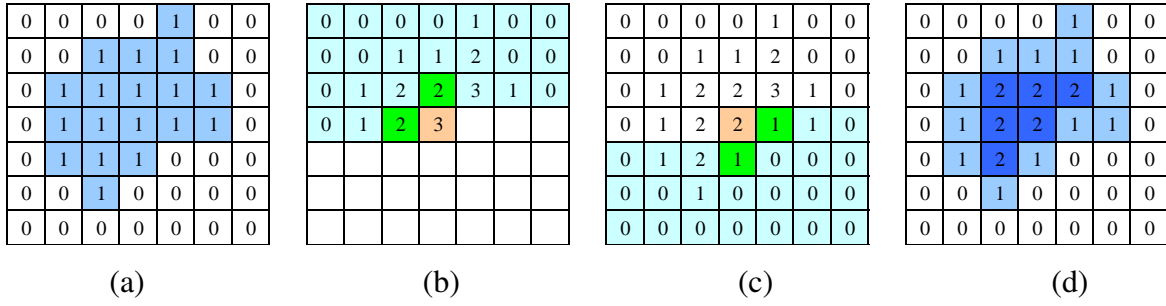 0 0 0 0 1 0 0 0 0 0 0 1 0 0 0 0 0 0 1 0 0 0 0 0 0 1 0 0
0 0 1 1 1 0 0 0 0 1 1 2 0 0 0 0 1 1 2 0 0 0 0 1 1 1 0 0
0 1 1 1 1 1 0 0 1 2 2 3 1 0 0 1 2 2 3 1 0 0 1 2 2 2 1 0
0 1 1 1 1 1 0 0 1 2 3 0 1 2 2 1 1 0 0 1 2 2 1 1 0
0 1 1 1 0 0 0 0 1 2 1 0 0 0 0 1 2 1 0 0 0
0 0 1 0 0 0 0 0 0 1 0 0 0 0 0 0 1 0 0 0 0
0 0 0 0 0 0 0 0 0 0 0 0 0 0 0 0 0 0 0 0 0
(a) (b) (c) (d)